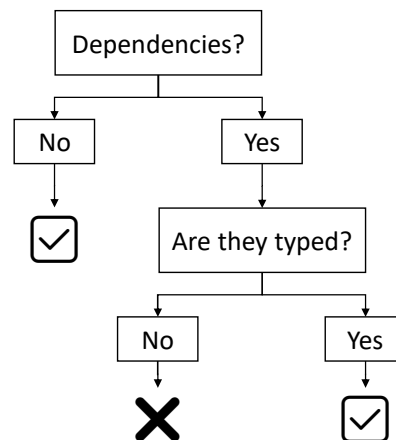 Dependencies?
No
Yes
Are they typed?
No
Yes